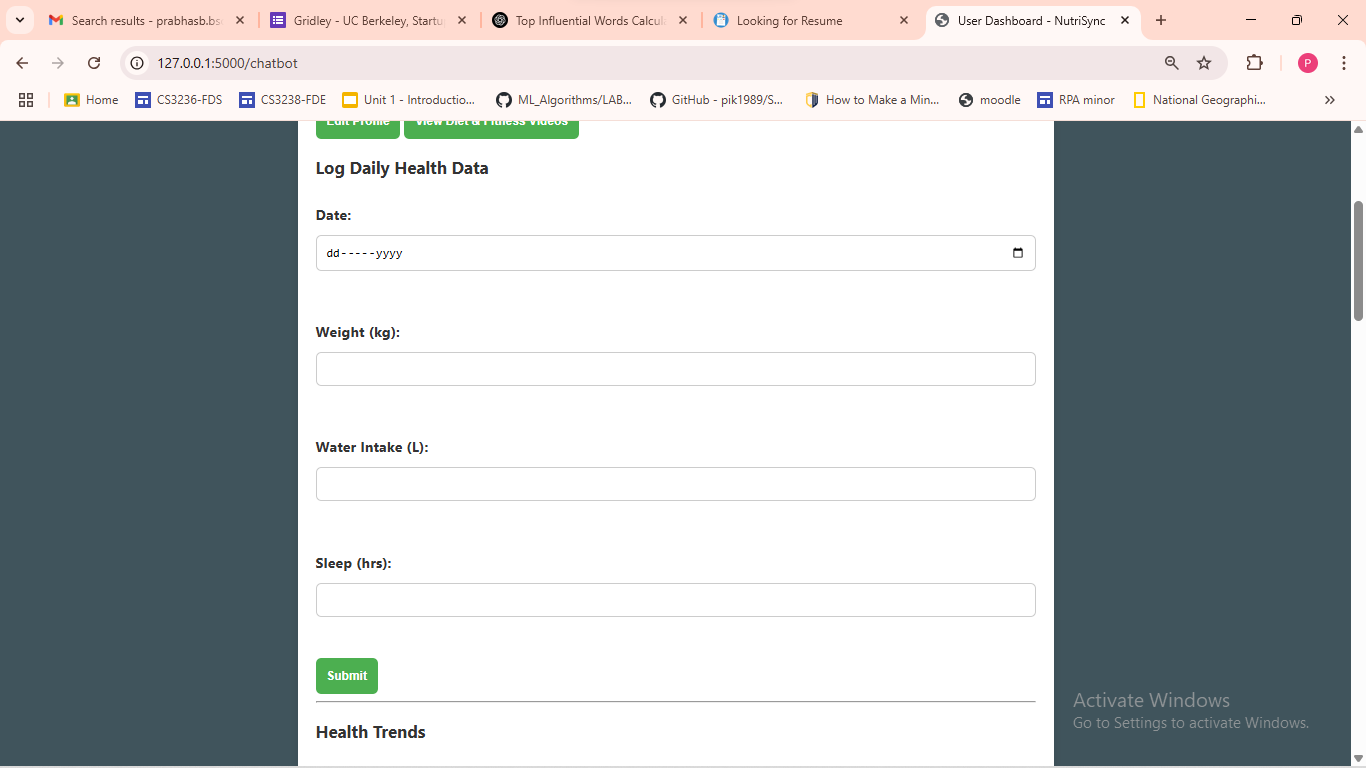 Search results - prabhasb.bs
Gridley - UC Berkeley, Startu
Top Influential Words Calcula
Looking for Resume
User Dashboard - NutriSync
127.0.0.1:5000/chatbot
P
Home
CS3236-FDS
CS3238-FDE
Unit 1 - Introductio...
ML_Algorithms/LAB...
GitHub - pik1989/S...
How to Make a Min...
moodle
RPA minor
National Geographi...
Edit Profile
View Diet & Fitness Videos
Log Daily Health Data
Date:
dd-----yyyy
Weight (kg):
Water Intake (L):
Sleep (hrs):
Submit
Health Trends
Activate Windows
Go to Settings to activate Windows.